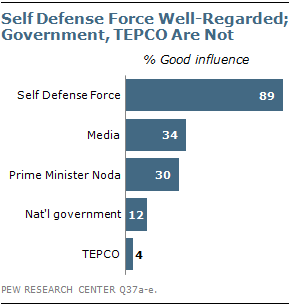 Self Defense Force Well-Regarded;
Government, TEPCO Are Not
% Good influence
Self Defense Force 89
Media 34
Prime Minister Noda 30
Nat'l government 12
TEPCO 4
PEW RESEARCH CENTER Q37a-e.